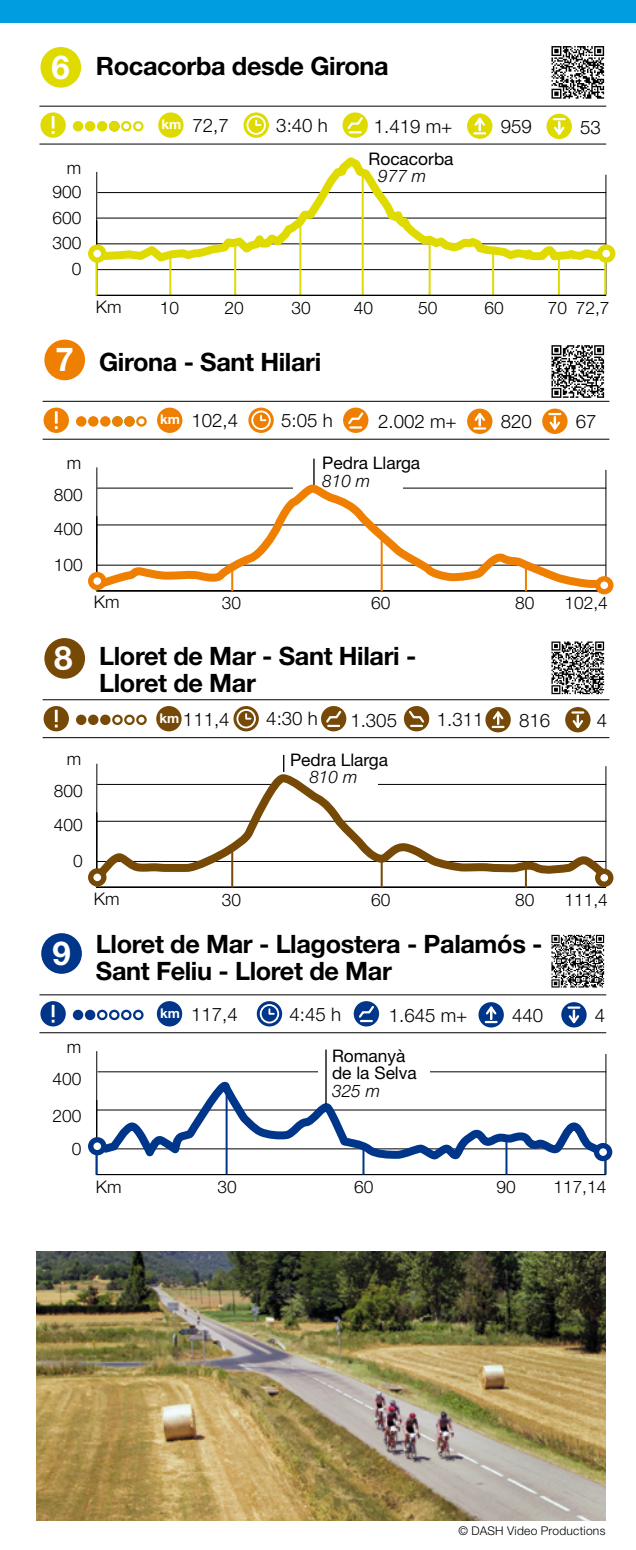 6 Rocacorba desde Girona
! km 72,7 3:40 h 1.419 m+ 959 53
m
Rocacorba
977 m
900
600
300
0
Km 10 20 30 40 50 60 70 72,7
7 Girona - Sant Hilari
! km 102,4 5:05 h 2.002 m+ 820 67
m
Pedra Llarga
810 m
800
400
100
Km 30 60 80 102,4
8 Lloret de Mar - Sant Hilari -
Lloret de Mar
! km 111,4 4:30 h 1.305 1.311 816 4
m
Pedra Llarga
810 m
800
400
0
Km 30 60 80 111,4
9 Lloret de Mar - Llagostera - Palamós -
Sant Feliu - Lloret de Mar
! km 117,4 4:45 h 1.645 m+ 440 4
m
Romanyà
de la Selva
325 m
400
200
0
Km 30 60 90 117,14
© DASH Video Productions